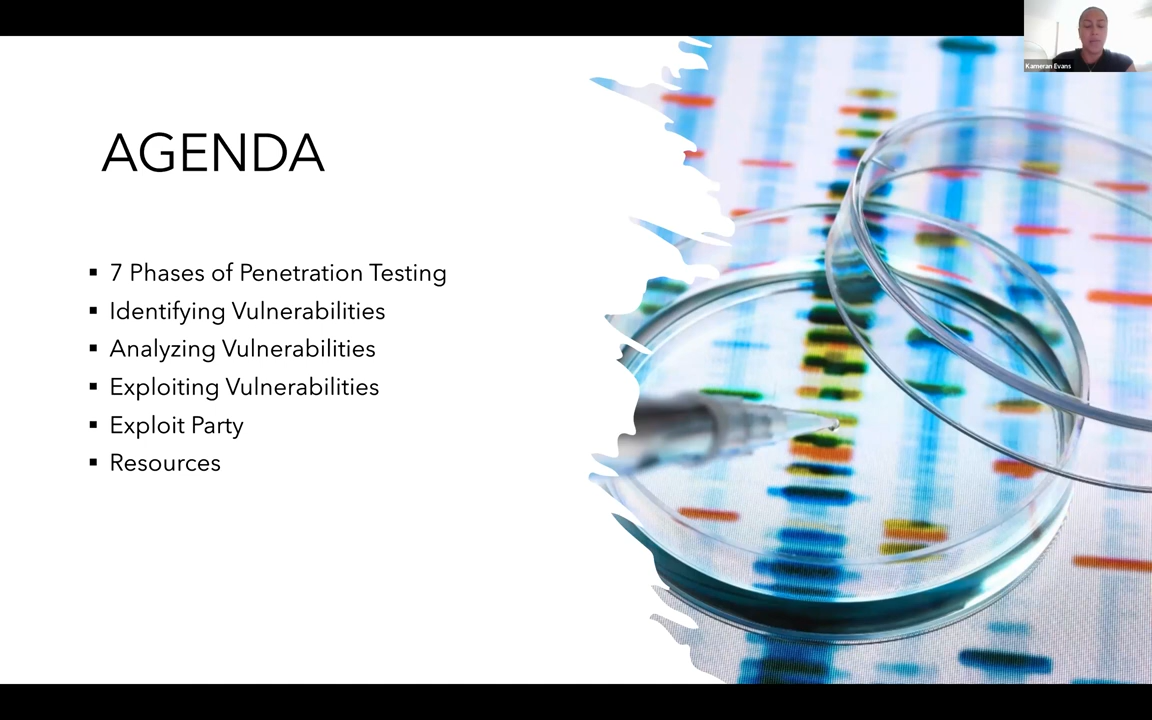 Kameran Evans
AGENDA
7 Phases of Penetration Testing
Identifying Vulnerabilities
Analyzing Vulnerabilities
Exploiting Vulnerabilities
Exploit Party
Resources